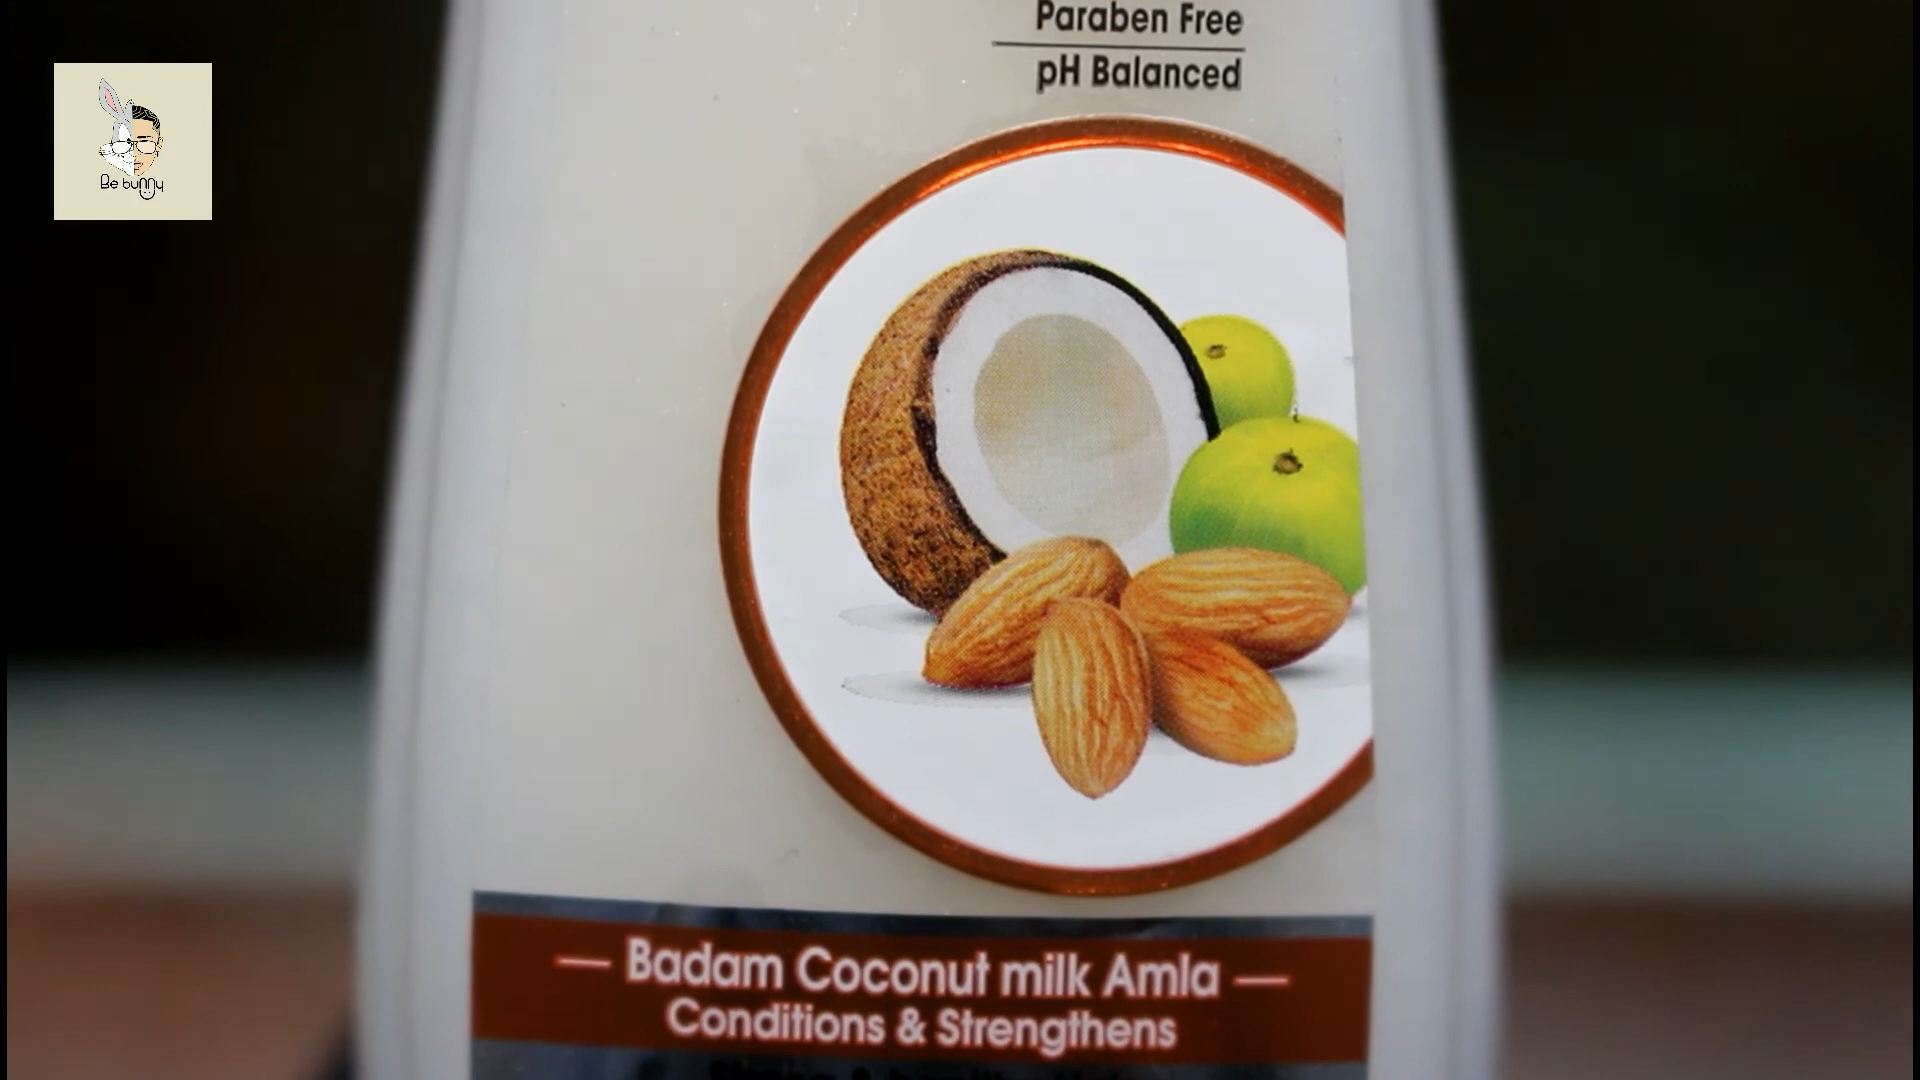 Paraben Free
pH Balanced
Be bunny
— Badam Coconut milk Amla —
Conditions & Strengthens